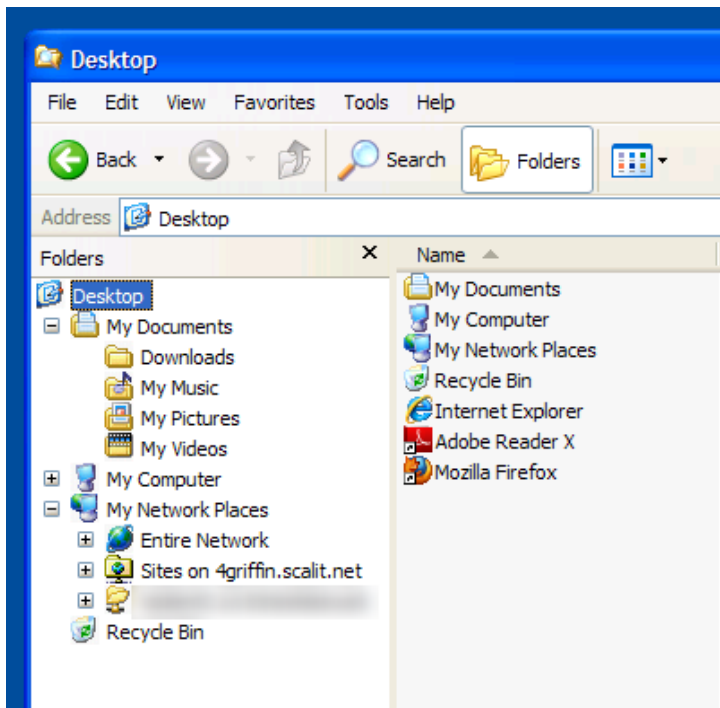 Desktop
File Edit View Favorites Tools Help
Back Search Folders
Address Desktop
Folders
Desktop
My Documents
Downloads
My Music
My Pictures
My Videos
My Computer
My Network Places
Entire Network
Sites on 4griffin.scalit.net
Recycle Bin
Name
My Documents
My Computer
My Network Places
Recycle Bin
Internet Explorer
Adobe Reader X
Mozilla Firefox